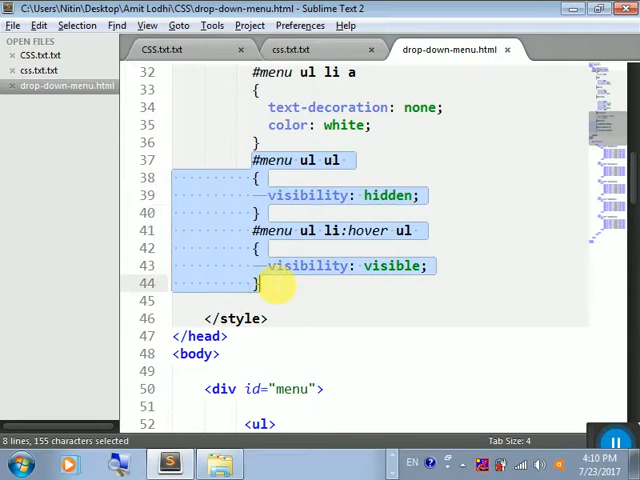 C:\Users\Nitin\Desktop\Amit Lodhi\CSS\drop-down-menu.html - Sublime Text 2
File Edit Selection Find View Goto Tools Project Preferences Help
OPEN FILES
CSS.txt.txt
css.txt.txt
drop-down-menu.html
CSS.txt.txt
css.txt.txt
drop-down-menu.html
32 #menu ul li a
33 {
34 text-decoration: none;
35 color: white;
36 }
37 #menu ul ul
38 {
39 visibility: hidden;
40 }
41 #menu ul li:hover ul
42 {
43 visibility: visible;
44 }
45
46 </style>
47 </head>
48 <body>
49
50 <div id="menu">
51
52 <ul>
8 lines, 155 characters selected
Tab Size: 4
EN
4:10 PM
7/23/2017